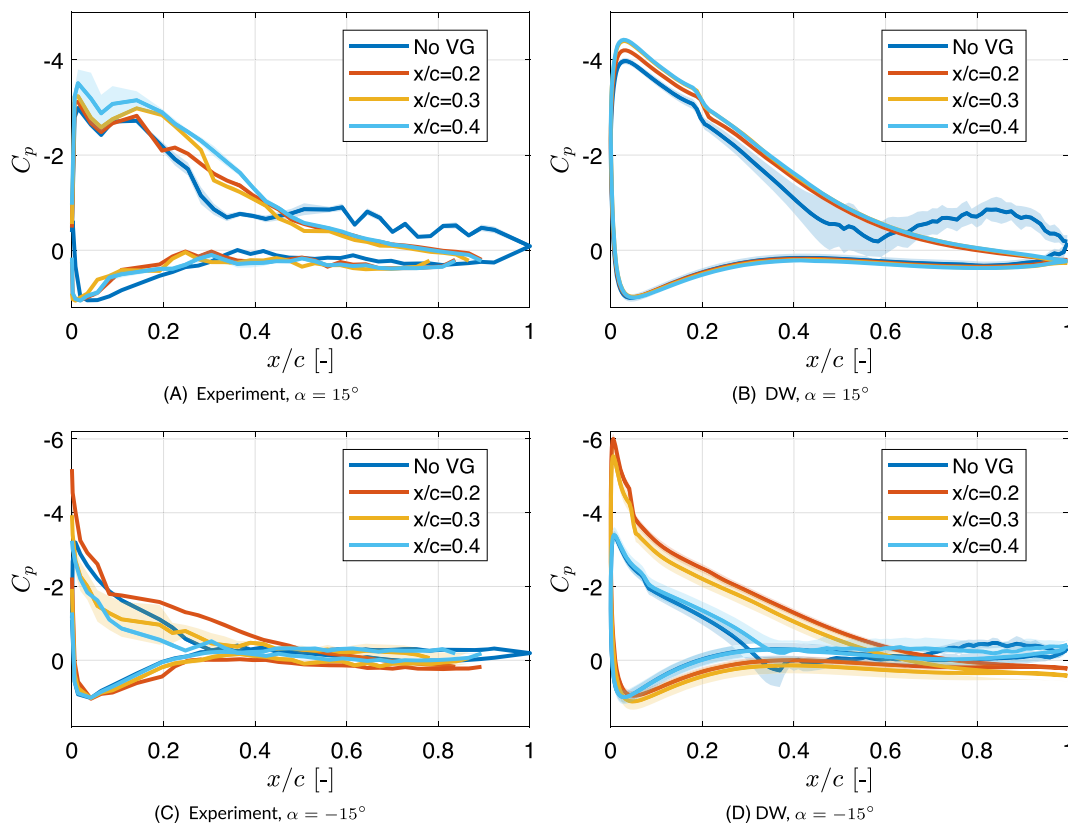 -4
-2
0
C_p
No VG
x/c=0.2
x/c=0.3
x/c=0.4
0 0.2 0.4 0.6 0.8 1
x/c [-]
(A) Experiment, α = 15°
-4
-2
0
C_p
No VG
x/c=0.2
x/c=0.3
x/c=0.4
0 0.2 0.4 0.6 0.8 1
x/c [-]
(B) DW, α = 15°
-6
-4
-2
0
C_p
No VG
x/c=0.2
x/c=0.3
x/c=0.4
0 0.2 0.4 0.6 0.8 1
x/c [-]
(C) Experiment, α = −15°
-6
-4
-2
0
C_p
No VG
x/c=0.2
x/c=0.3
x/c=0.4
0 0.2 0.4 0.6 0.8 1
x/c [-]
(D) DW, α = −15°